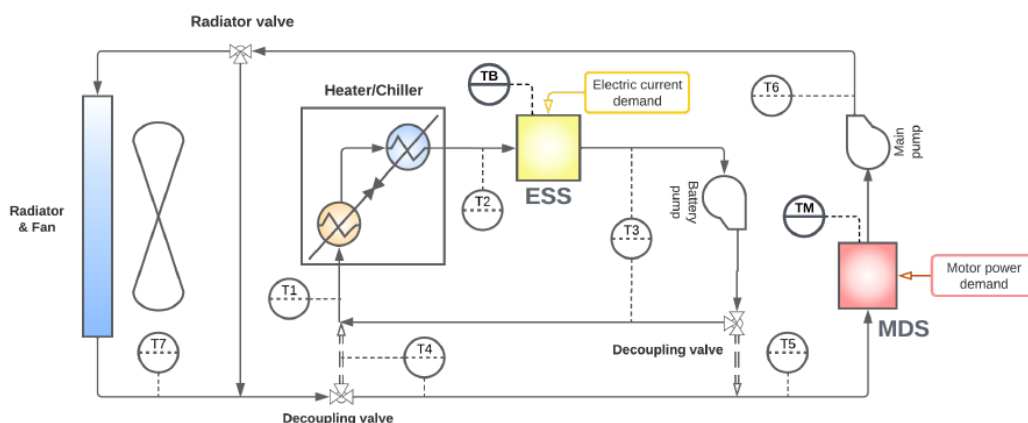 Radiator valve
TB
Electric current
demand
T6
Heater/Chiller
Main
pump
Radiator
& Fan
T2
ESS
T3
Battery
pump
TM
Motor power
demand
T1
MDS
T7
T4
Decoupling valve
T5
Decoupling valve